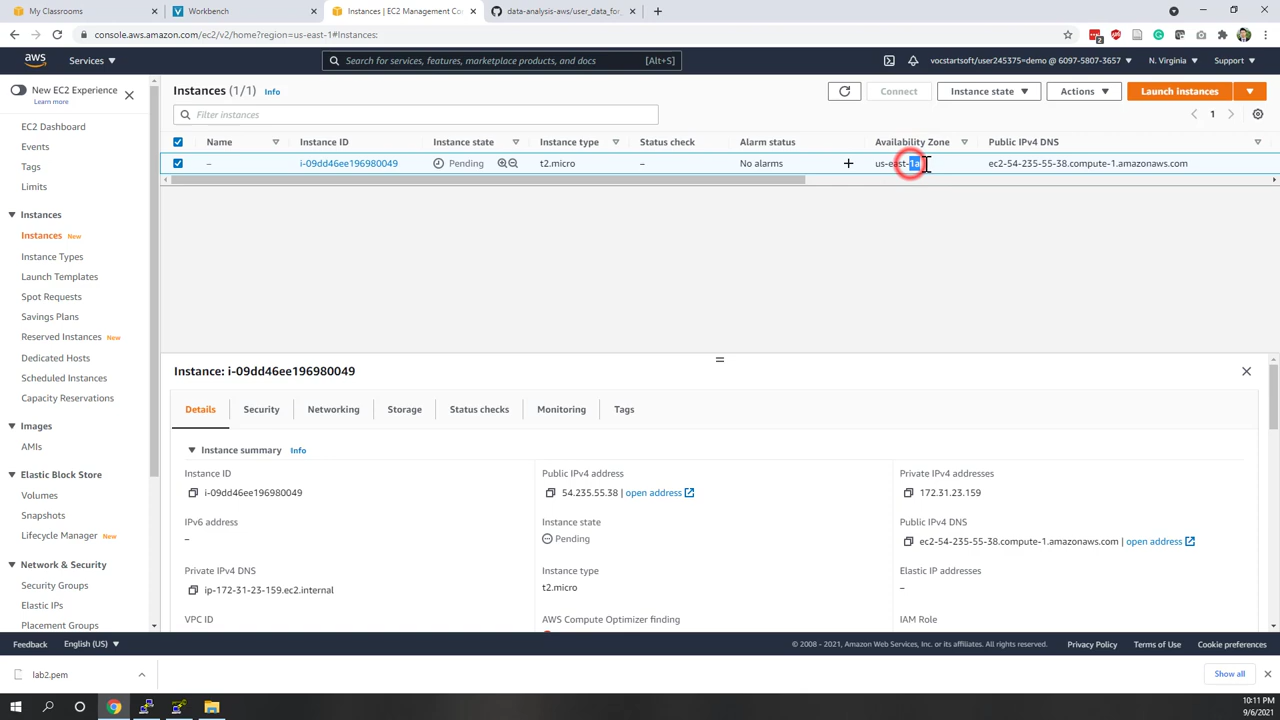 My Classrooms
Workbench
Instances | EC2 Management Co
data-analysis-aws/user_data_for_
console.aws.amazon.com/ec2/v2/home?region=us-east-1#Instances:
2
aws
Services
Search for services, features, marketplace products, and docs
[Alt+S]
vocstartsoft/user245375=demo @ 6097-5807-3657
N. Virginia
Support
New EC2 Experience
Learn more
EC2 Dashboard
Events
Tags
Limits
Instances
Instances New
Instance Types
Launch Templates
Spot Requests
Savings Plans
Reserved Instances New
Dedicated Hosts
Scheduled Instances
Capacity Reservations
Images
AMIs
Elastic Block Store
Volumes
Snapshots
Lifecycle Manager New
Network & Security
Security Groups
Elastic IPs
Placement Groups
Instances (1/1) Info
Connect
Instance state
Actions
Launch instances
Filter instances
1
Name Instance ID Instance state Instance type Status check Alarm status Availability Zone Public IPv4 DNS
– i-09dd46ee196980049 Pending t2.micro – No alarms + us-east-1a ec2-54-235-55-38.compute-1.amazonaws.com
Instance: i-09dd46ee196980049
Details Security Networking Storage Status checks Monitoring Tags
Instance summary Info
Instance ID
i-09dd46ee196980049
Public IPv4 address
54.235.55.38 | open address
Private IPv4 addresses
172.31.23.159
IPv6 address
–
Instance state
Pending
Public IPv4 DNS
ec2-54-235-55-38.compute-1.amazonaws.com | open address
Private IPv4 DNS
ip-172-31-23-159.ec2.internal
Instance type
t2.micro
Elastic IP addresses
–
VPC ID
AWS Compute Optimizer finding
IAM Role
Feedback
English (US)
© 2008 - 2021, Amazon Web Services, Inc. or its affiliates. All rights reserved.
Privacy Policy
Terms of Use
Cookie preferences
lab2.pem
Show all
10:11 PM
9/6/2021